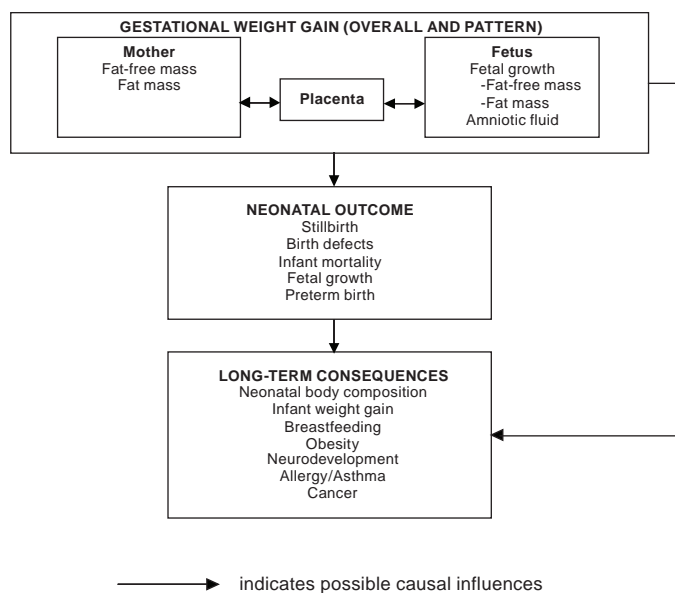 GESTATIONAL WEIGHT GAIN (OVERALL AND PATTERN)
Mother
Fat-free mass
Fat mass
Placenta
Fetus
Fetal growth
-Fat-free mass
-Fat mass
Amniotic fluid
NEONATAL OUTCOME
Stillbirth
Birth defects
Infant mortality
Fetal growth
Preterm birth
LONG-TERM CONSEQUENCES
Neonatal body composition
Infant weight gain
Breastfeeding
Obesity
Neurodevelopment
Allergy/Asthma
Cancer
indicates possible causal influences